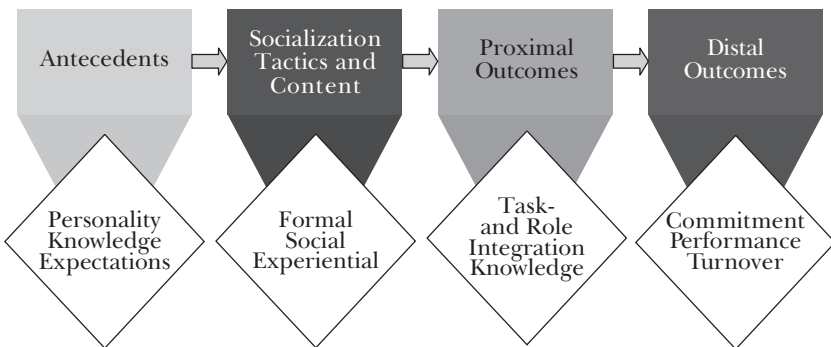 Antecedents
Socialization
Tactics and
Content
Proximal
Outcomes
Distal
Outcomes
Personality
Knowledge
Expectations
Formal
Social
Experiential
Task-
and Role
Integration
Knowledge
Commitment
Performance
Turnover